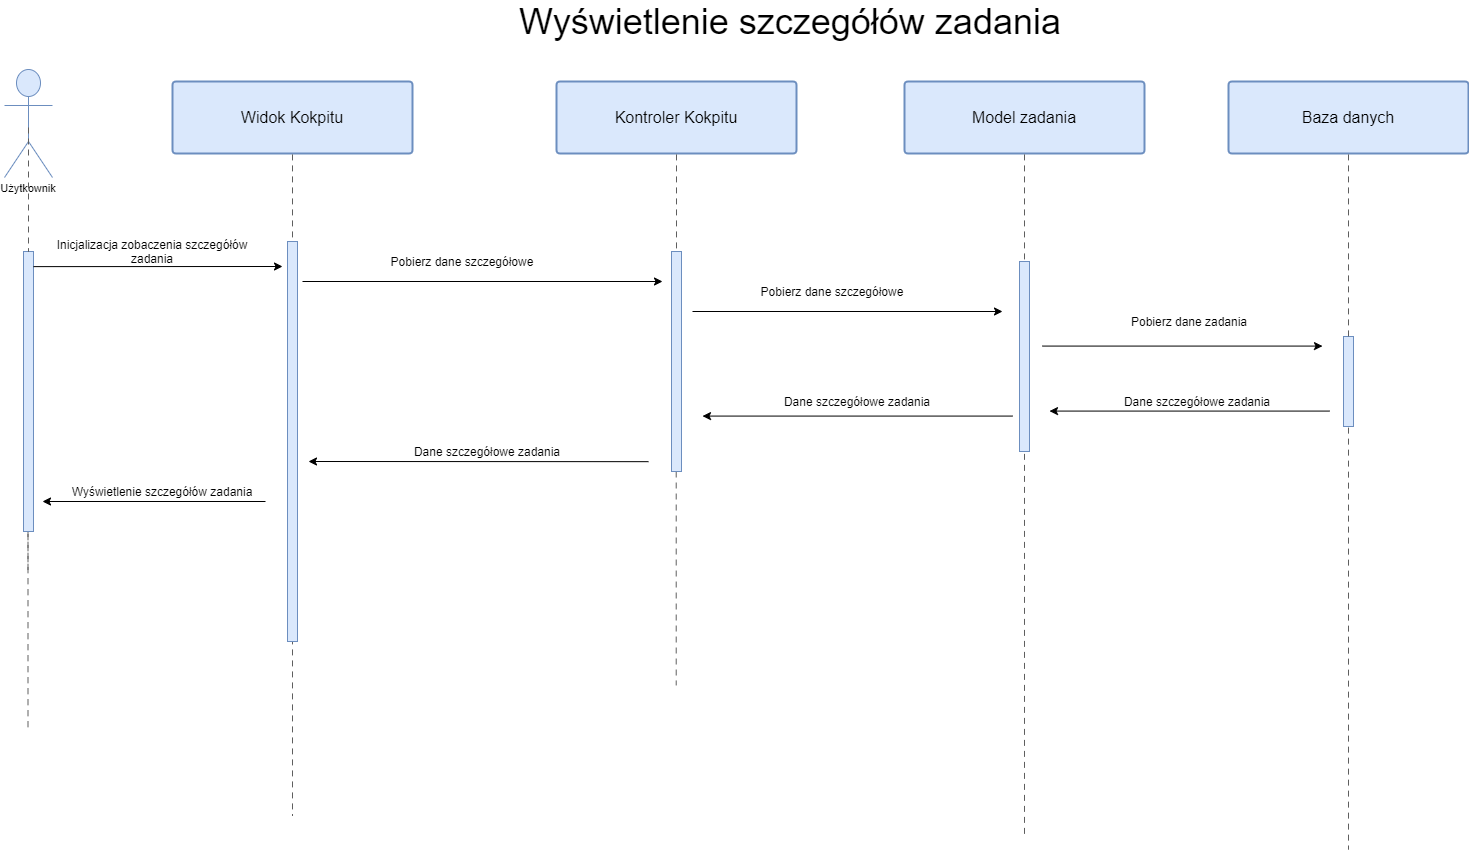 Wyświetlenie szczegółów zadania
Użytkownik
Widok Kokpitu
Kontroler Kokpitu
Model zadania
Baza danych
Inicjalizacja zobaczenia szczegółów
zadania
Pobierz dane szczegółowe
Pobierz dane szczegółowe
Pobierz dane zadania
Dane szczegółowe zadania
Dane szczegółowe zadania
Dane szczegółowe zadania
Wyświetlenie szczegółów zadania